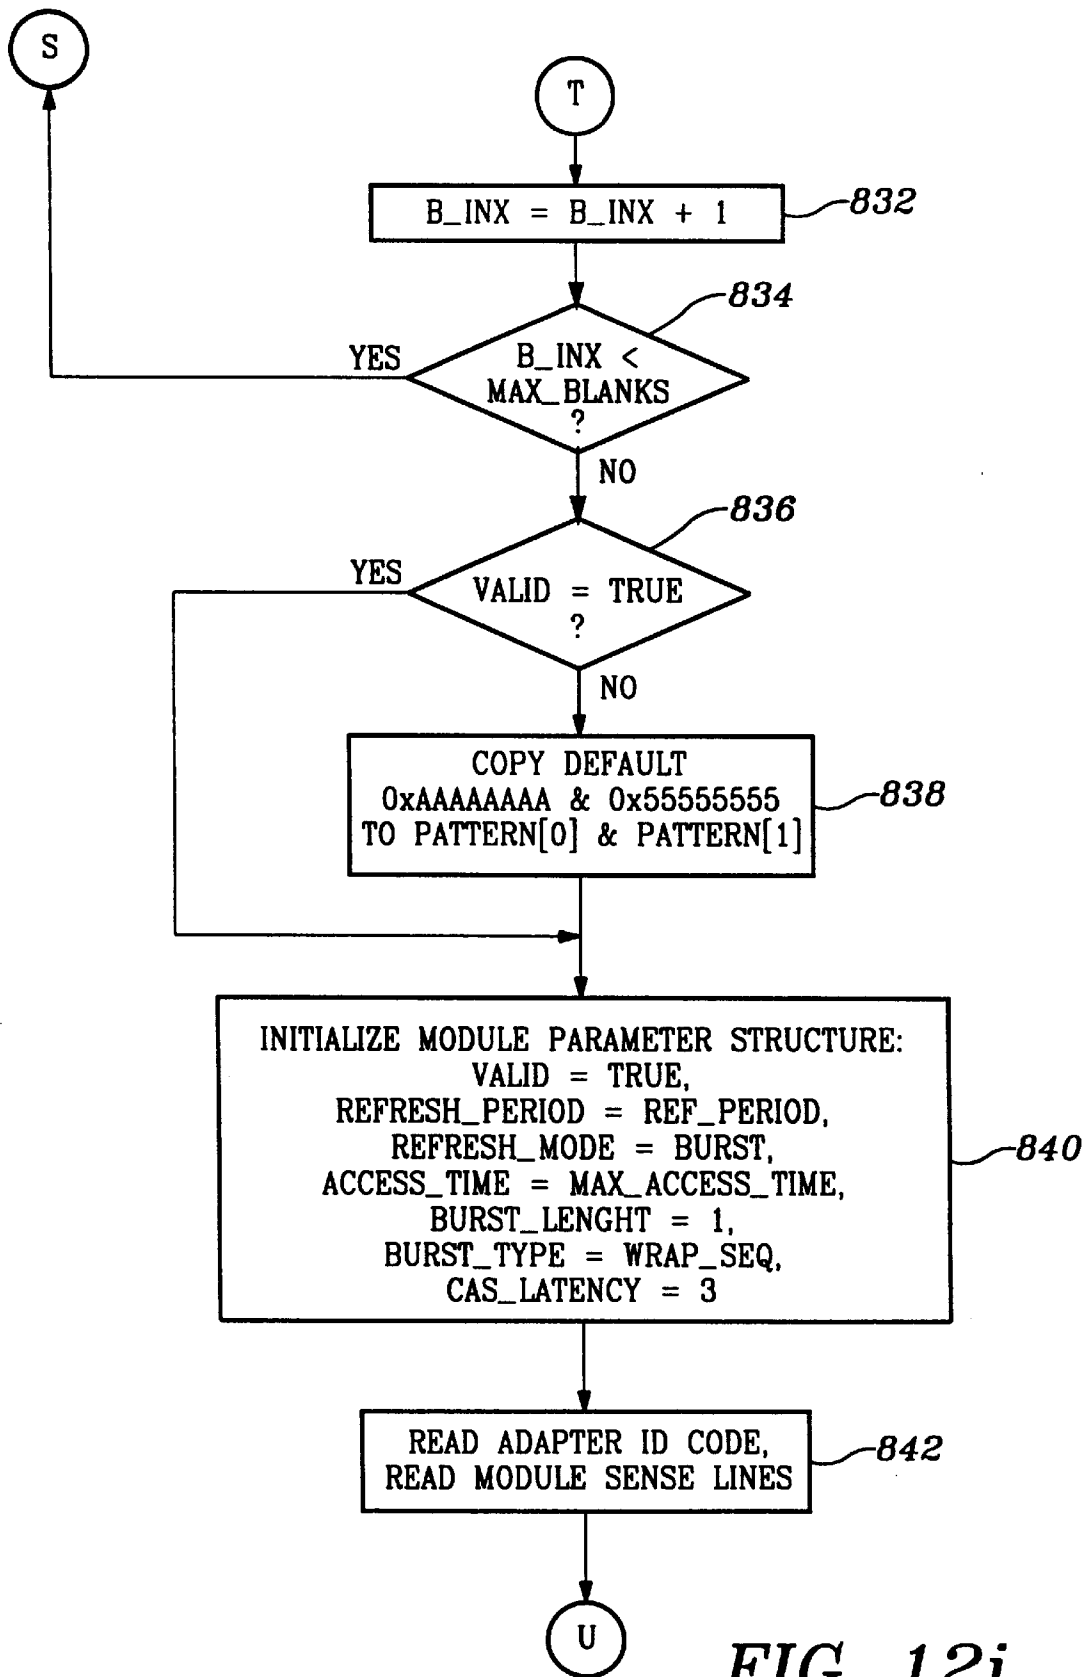 S
T
B_INX = B_INX + 1
832
834
B_INX <
MAX_BLANKS
?
YES
NO
836
VALID = TRUE
?
YES
NO
COPY DEFAULT
0xAAAAAAAA & 0x55555555
TO PATTERN[0] & PATTERN[1]
838
INITIALIZE MODULE PARAMETER STRUCTURE:
VALID = TRUE,
REFRESH_PERIOD = REF_PERIOD,
REFRESH_MODE = BURST,
ACCESS_TIME = MAX_ACCESS_TIME,
BURST_LENGHT = 1,
BURST_TYPE = WRAP_SEQ,
CAS_LATENCY = 3
840
READ ADAPTER ID CODE,
READ MODULE SENSE LINES
842
U
FIG. 12i